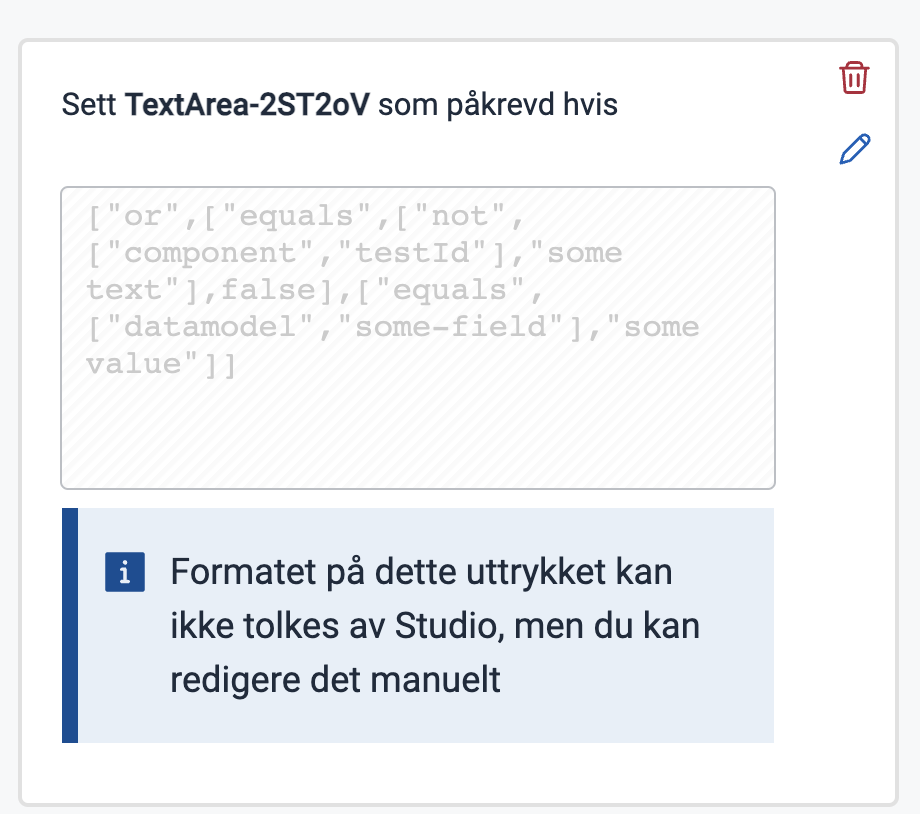 Sett TextArea-2ST2oV som påkrevd hvis
["or",["equals",["not",
["component","testId"],"some
text"],false],["equals",
["datamodel","some-field"],"some
value"]]
Formatet på dette uttrykket kan
ikke tolkes av Studio, men du kan
redigere det manuelt